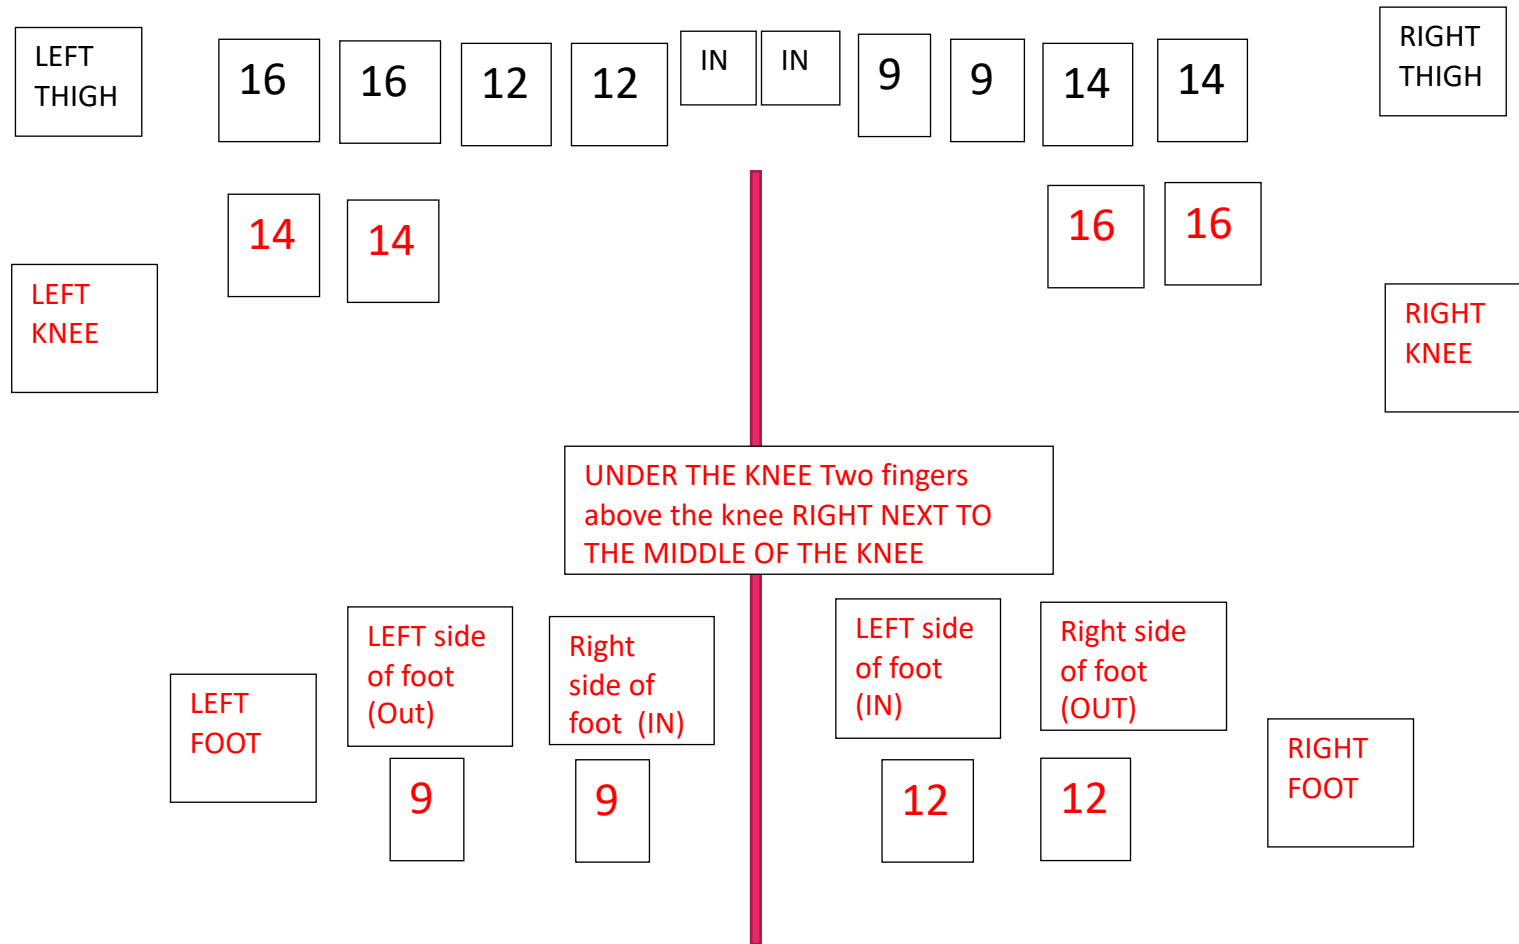 LEFT
THIGH
16
16
12
12
IN
IN
9
9
14
14
RIGHT
THIGH
14
14
16
16
LEFT
KNEE
RIGHT
KNEE
UNDER THE KNEE Two fingers
above the knee RIGHT NEXT TO
THE MIDDLE OF THE KNEE
LEFT
FOOT
LEFT side
of foot
(Out)
Right
side of
foot (IN)
LEFT side
of foot
(IN)
Right side
of foot
(OUT)
RIGHT
FOOT
9
9
12
12